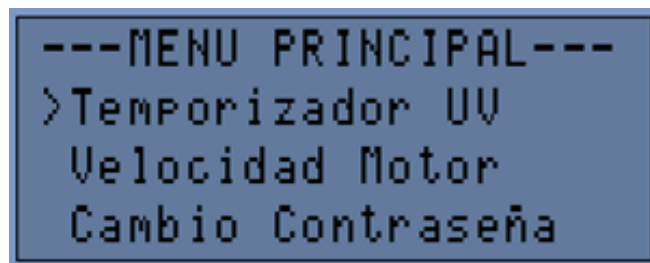 ---MENU PRINCIPAL---
>Temporizador UV
Velocidad Motor
Cambio Contraseña